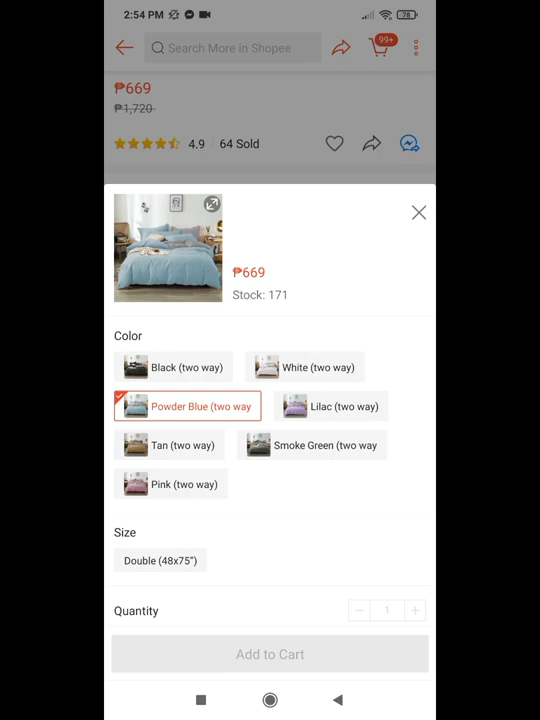 2:54 PM
78
Search More in Shopee
99+
₱669
₱1,720
4.9 64 Sold
₱669
Stock: 171
Color
Black (two way)
White (two way)
Powder Blue (two way
Lilac (two way)
Tan (two way)
Smoke Green (two way
Pink (two way)
Size
Double (48x75")
Quantity
1
Add to Cart